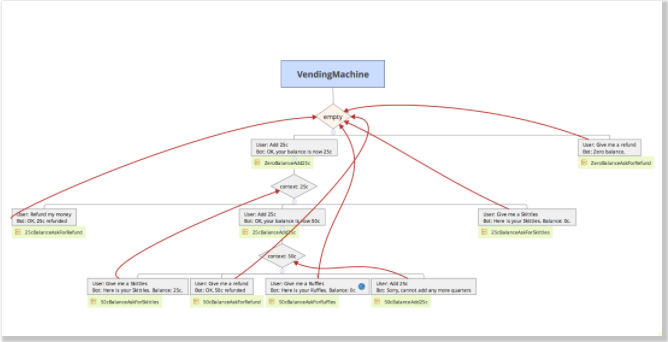 VendingMachine
empty
User: Add 25c
Bot: OK, your balance is now 25c
ZeroBalanceAdd25c
User: Give me a refund
Bot: Zero balance.
ZeroBalanceAskForRefund
context: 25c
User: Refund my money
Bot: OK, 25c refunded
25cBalanceAskForRefund
User: Add 25c
Bot: OK, your balance is now 50c
25cBalanceAdd25c
User: Give me a Skittles
Bot: Here is your Skittles. Balance: 0c.
25cBalanceAskForSkittles
context: 50c
User: Give me a Skittles
Bot: Here is your Skittles. Balance: 25c.
50cBalanceAskForSkittles
User: Give me a refund
Bot: OK, 50c refunded
50cBalanceAskForRefund
User: Give me a Ruffles
Bot: Here is your Ruffles. Balance: 0c
50cBalanceAskForRuffles
User: Add 25c
Bot: Sorry, cannot add any more quarters
50cBalanceAdd25c